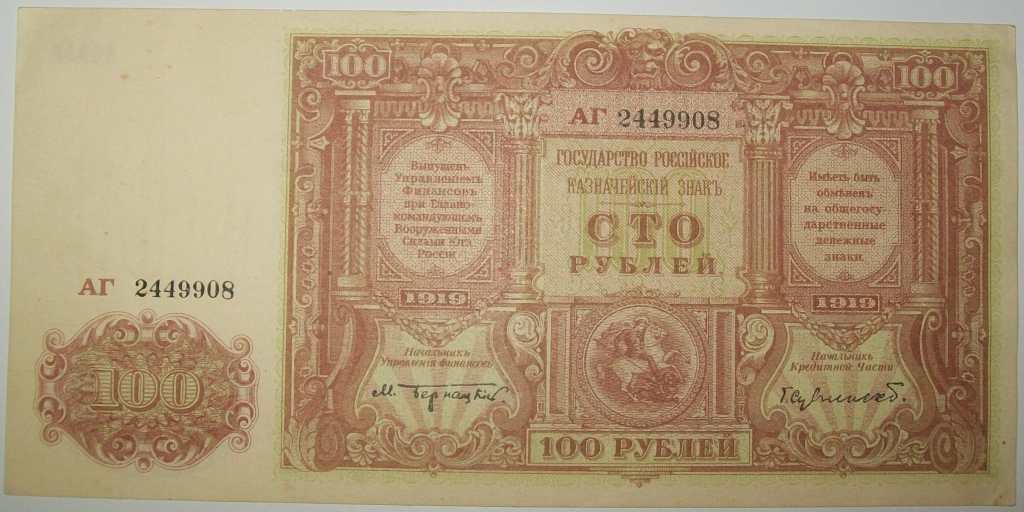 100
100
АГ 2449908
ГОСУДАРСТВО РОССІЙСКОЕ.
КАЗНАЧЕЙСКІЙ ЗНАКЪ
СТО
РУБЛЕЙ
Выпущенъ
Управленіемъ
Финансовъ
при Главно-
командующемъ
Вооруженными
Силами Юга
Россіи
1919
Имѣетъ быть
обмѣненъ
на общегосу-
дарственные
денежные
знаки.
1919
АГ 2449908
100
Начальникъ
Управленія Финансовъ
М. Бернацкій
Начальникъ
Кредитной Части
100 РУБЛЕЙ